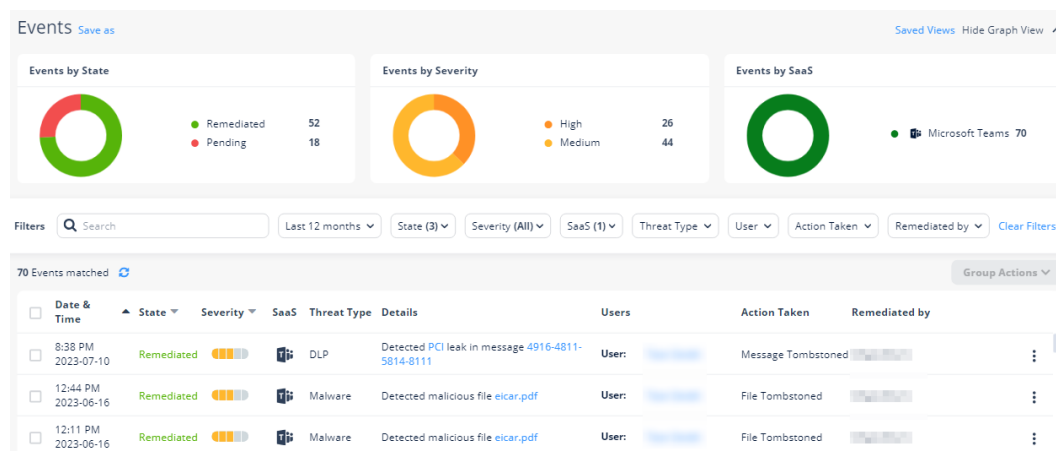 Events Save as
Saved Views Hide Graph View
Events by State
Remediated 52
Pending 18
Events by Severity
High 26
Medium 44
Events by SaaS
Microsoft Teams 70
Filters Search Last 12 months State (3) Severity (All) SaaS (1) Threat Type User Action Taken Remediated by Clear Filters
70 Events matched Group Actions
Date & Time State Severity SaaS Threat Type Details Users Action Taken Remediated by
8:38 PM
2023-07-10
Remediated DLP
Detected PCI leak in message 4916-4811-
5814-8111
User: Message Tombstoned
12:44 PM
2023-06-16
Remediated Malware Detected malicious file eicar.pdf User: File Tombstoned
12:11 PM
2023-06-16
Remediated Malware Detected malicious file eicar.pdf User: File Tombstoned